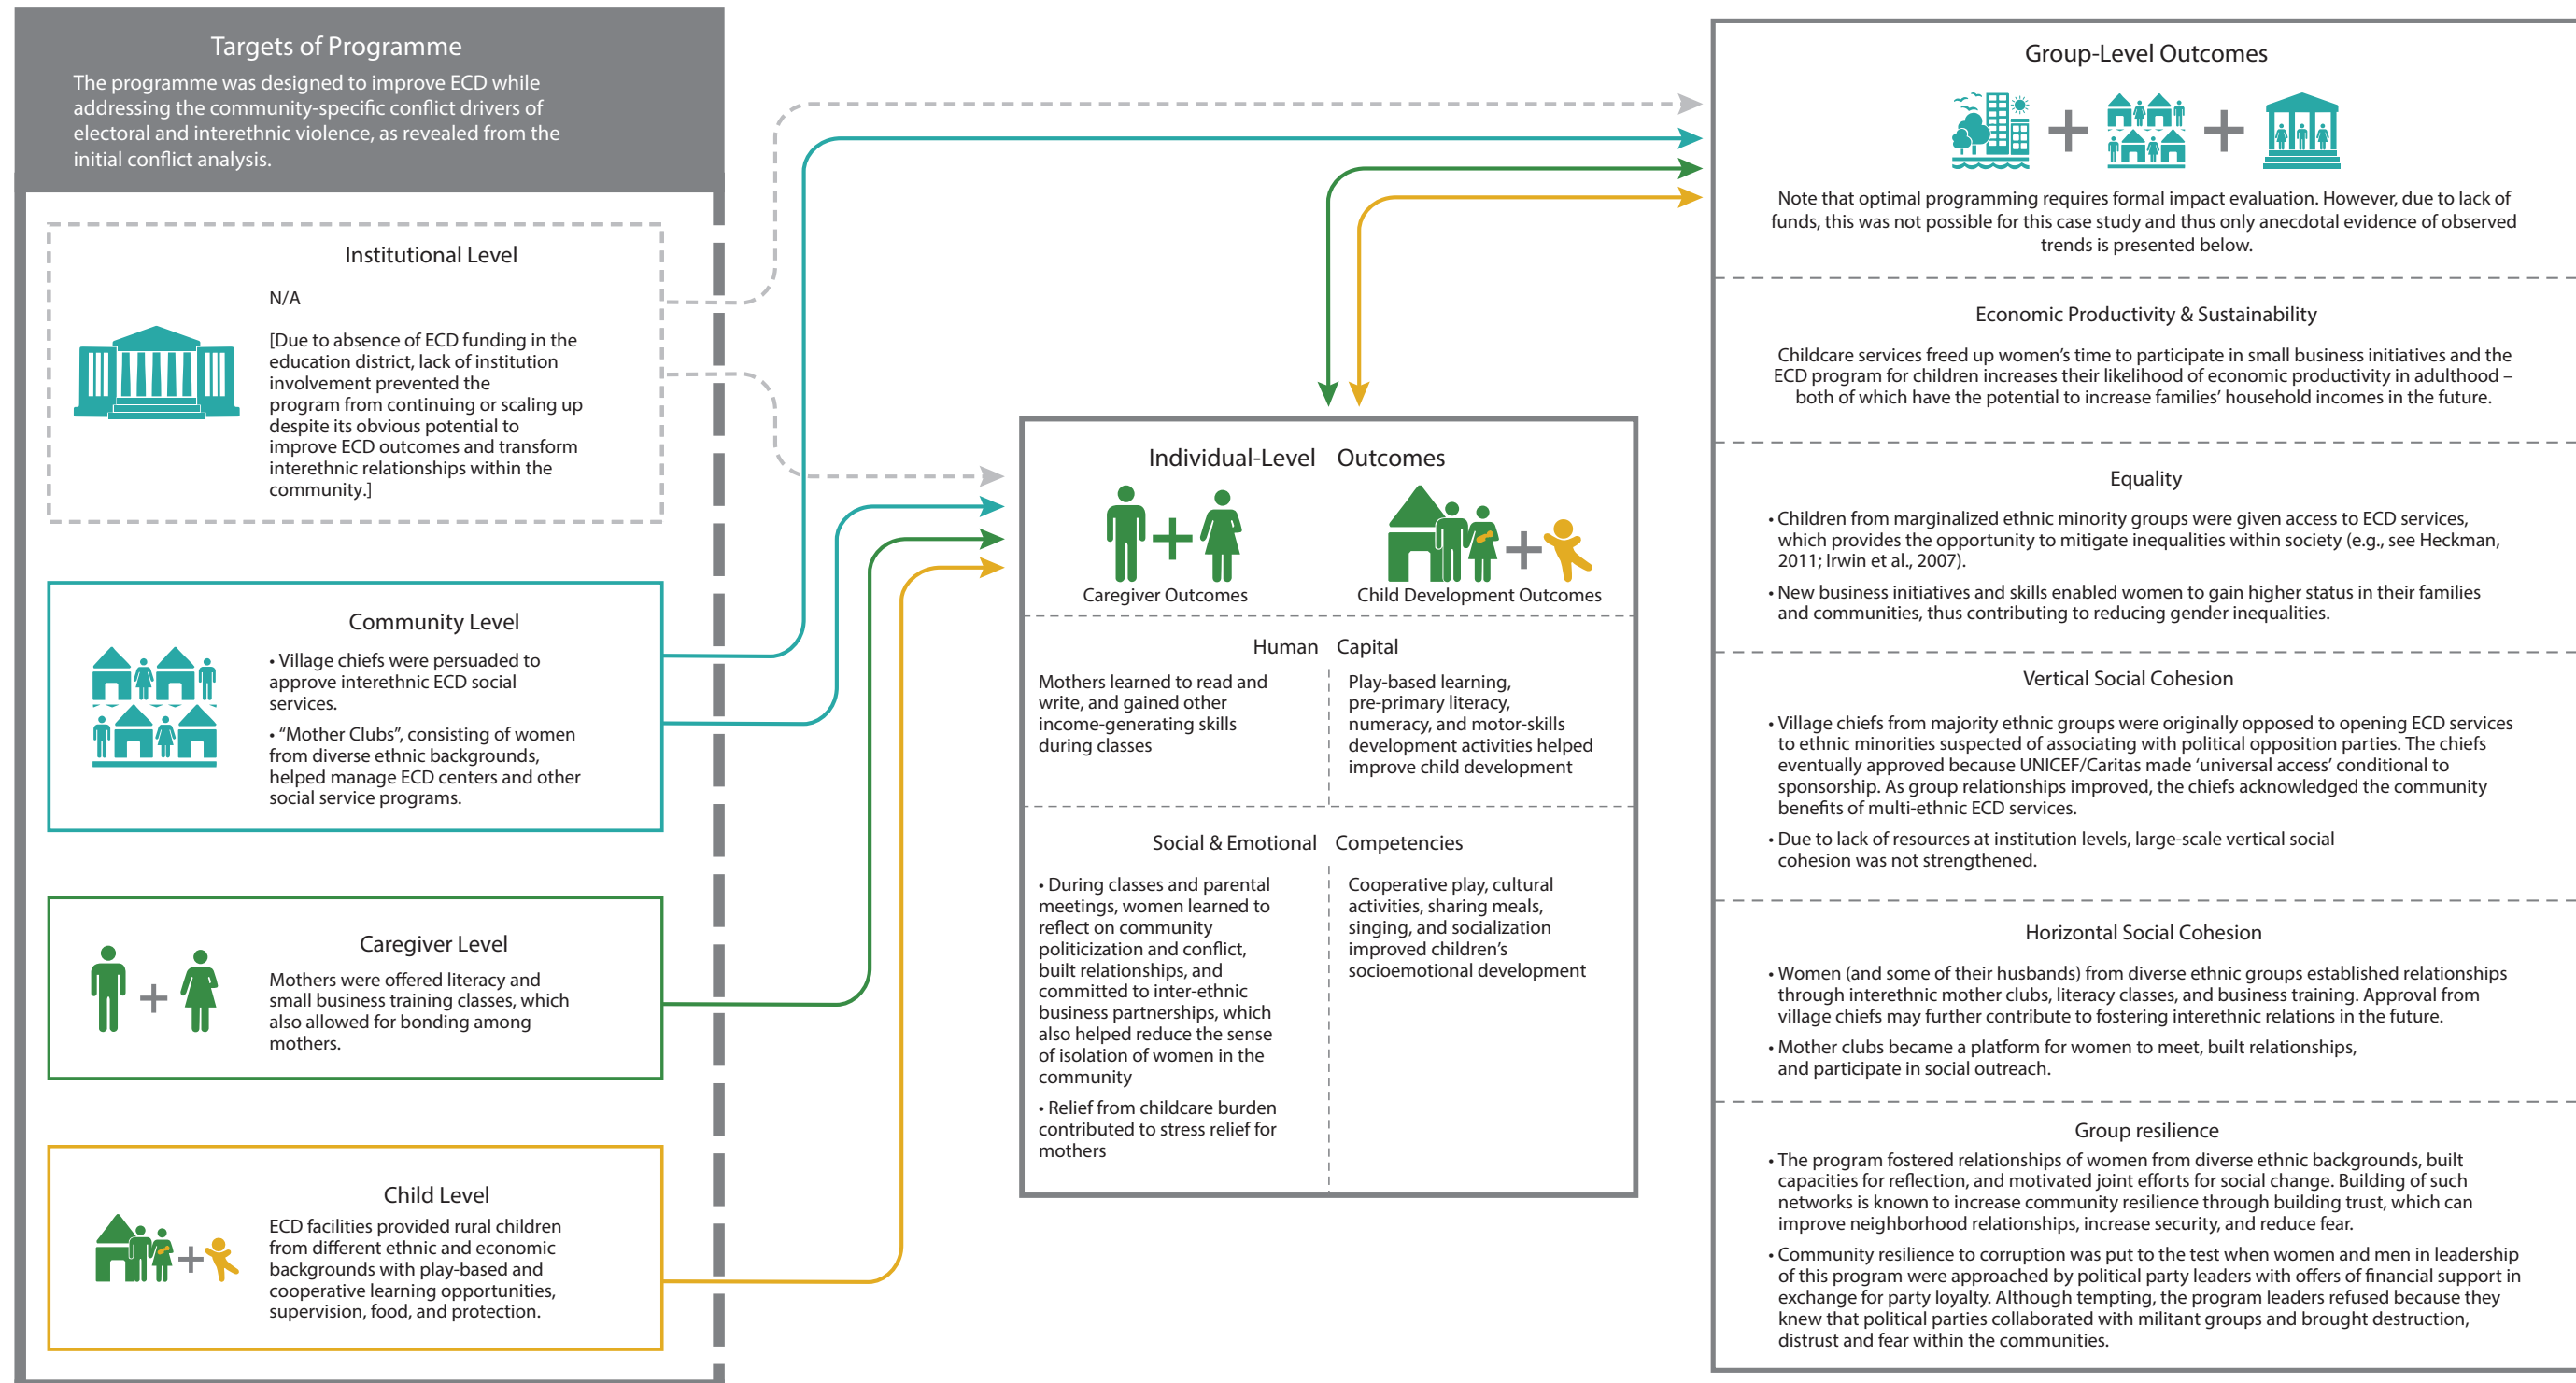 Targets of Programme
The programme was designed to improve ECD while
addressing the community-specific conflict drivers of
electoral and interethnic violence, as revealed from the
initial conflict analysis.
Institutional Level
N/A
[Due to absence of ECD funding in the
education district, lack of institution
involvement prevented the
program from continuing or scaling up
despite its obvious potential to
improve ECD outcomes and transform
interethnic relationships within the
community.]
Community Level
• Village chiefs were persuaded to
approve interethnic ECD social
services.
• “Mother Clubs”, consisting of women
from diverse ethnic backgrounds,
helped manage ECD centers and other
social service programs.
Caregiver Level
Mothers were offered literacy and
small business training classes, which
also allowed for bonding among
mothers.
Child Level
ECD facilities provided rural children
from different ethnic and economic
backgrounds with play-based and
cooperative learning opportunities,
supervision, food, and protection.
Individual-Level Outcomes
Caregiver Outcomes
Child Development Outcomes
Human Capital
Mothers learned to read and
write, and gained other
income-generating skills
during classes
Play-based learning,
pre-primary literacy,
numeracy, and motor-skills
development activities helped
improve child development
Social & Emotional Competencies
• During classes and parental
meetings, women learned to
reflect on community
politicization and conflict,
built relationships, and
committed to inter-ethnic
business partnerships, which
also helped reduce the sense
of isolation of women in the
community
• Relief from childcare burden
contributed to stress relief for
mothers
Cooperative play, cultural
activities, sharing meals,
singing, and socialization
improved children’s
socioemotional development
Group-Level Outcomes
Note that optimal programming requires formal impact evaluation. However, due to lack of
funds, this was not possible for this case study and thus only anecdotal evidence of observed
trends is presented below.
Economic Productivity & Sustainability
Childcare services freed up women’s time to participate in small business initiatives and the
ECD program for children increases their likelihood of economic productivity in adulthood –
both of which have the potential to increase families’ household incomes in the future.
Equality
• Children from marginalized ethnic minority groups were given access to ECD services,
which provides the opportunity to mitigate inequalities within society (e.g., see Heckman,
2011; Irwin et al., 2007).
• New business initiatives and skills enabled women to gain higher status in their families
and communities, thus contributing to reducing gender inequalities.
Vertical Social Cohesion
• Village chiefs from majority ethnic groups were originally opposed to opening ECD services
to ethnic minorities suspected of associating with political opposition parties. The chiefs
eventually approved because UNICEF/Caritas made ‘universal access’ conditional to
sponsorship. As group relationships improved, the chiefs acknowledged the community
benefits of multi-ethnic ECD services.
• Due to lack of resources at institution levels, large-scale vertical social
cohesion was not strengthened.
Horizontal Social Cohesion
• Women (and some of their husbands) from diverse ethnic groups established relationships
through interethnic mother clubs, literacy classes, and business training. Approval from
village chiefs may further contribute to fostering interethnic relations in the future.
• Mother clubs became a platform for women to meet, built relationships,
and participate in social outreach.
Group resilience
• The program fostered relationships of women from diverse ethnic backgrounds, built
capacities for reflection, and motivated joint efforts for social change. Building of such
networks is known to increase community resilience through building trust, which can
improve neighborhood relationships, increase security, and reduce fear.
• Community resilience to corruption was put to the test when women and men in leadership
of this program were approached by political party leaders with offers of financial support in
exchange for party loyalty. Although tempting, the program leaders refused because they
knew that political parties collaborated with militant groups and brought destruction,
distrust and fear within the communities.